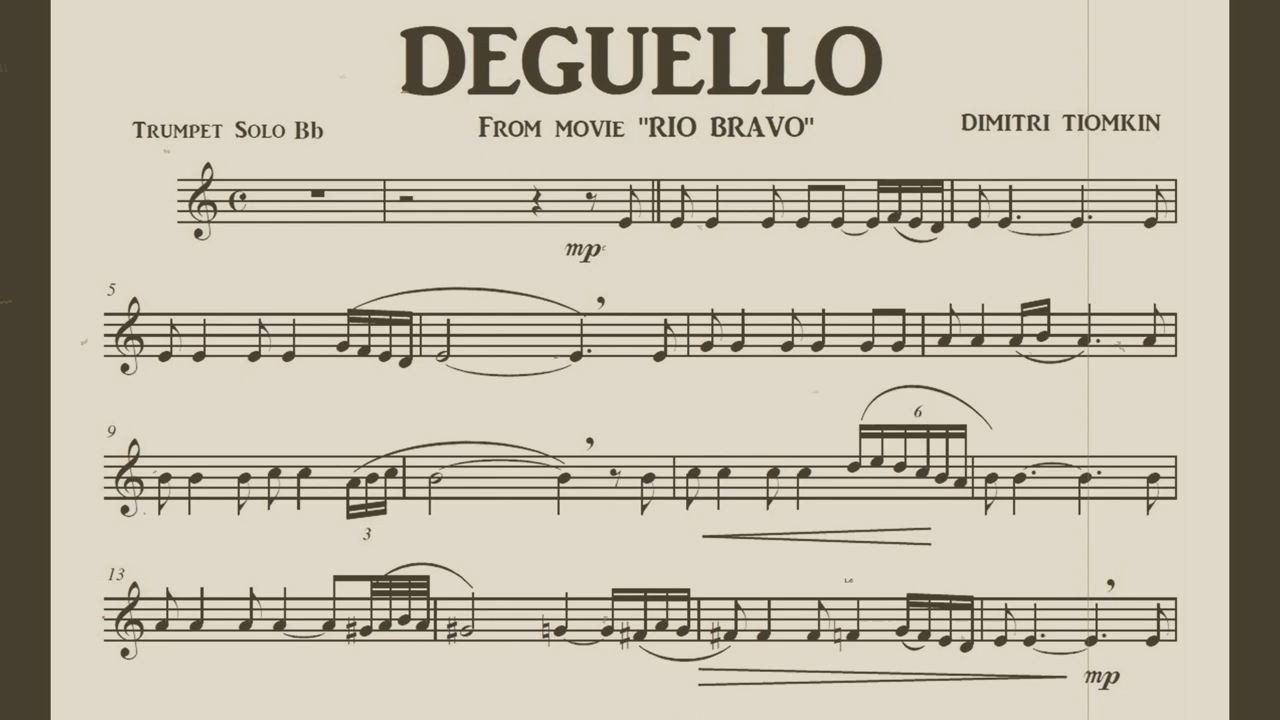 DEGUELLO
Trumpet Solo Bb
From movie "RIO BRAVO"
DIMITRI TIOMKIN
mp
5
9
3
6
13
mp